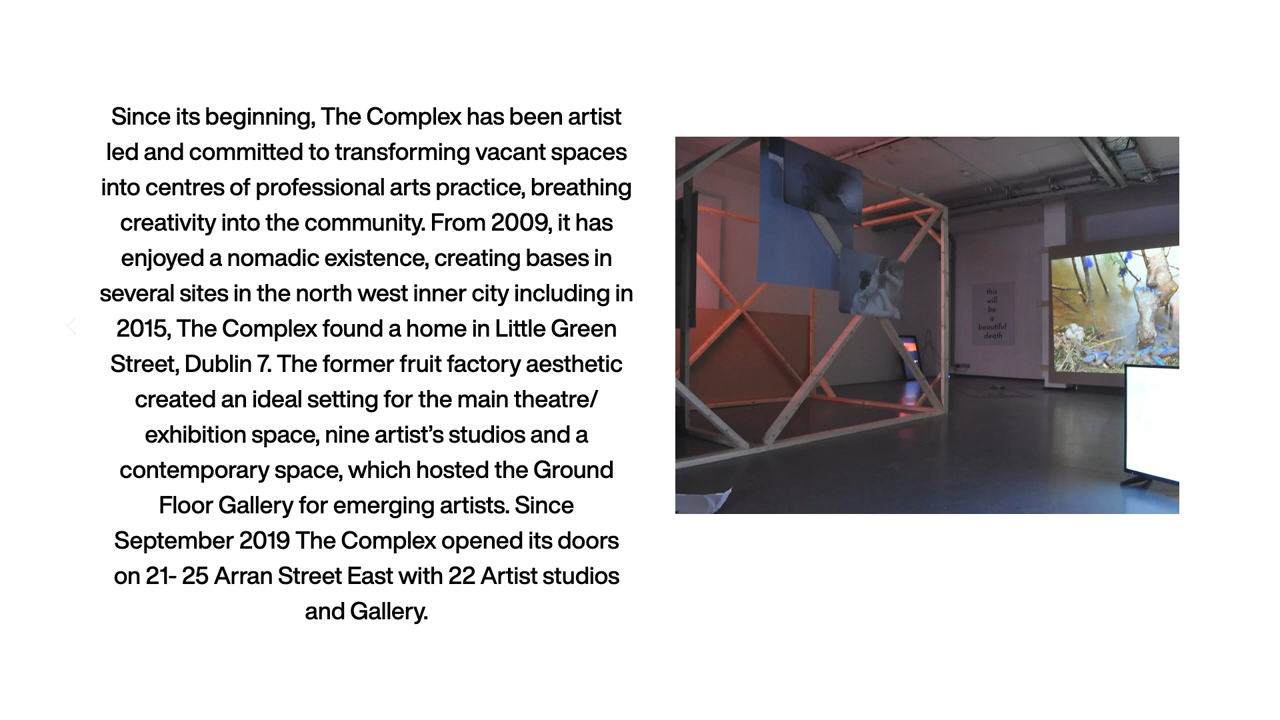 Since its beginning, The Complex has been artist
led and committed to transforming vacant spaces
into centres of professional arts practice, breathing
creativity into the community. From 2009, it has
enjoyed a nomadic existence, creating bases in
several sites in the north west inner city including in
2015, The Complex found a home in Little Green
Street, Dublin 7. The former fruit factory aesthetic
created an ideal setting for the main theatre/
exhibition space, nine artist’s studios and a
contemporary space, which hosted the Ground
Floor Gallery for emerging artists. Since
September 2019 The Complex opened its doors
on 21- 25 Arran Street East with 22 Artist studios
and Gallery.
this
will
be
a
beautiful
death